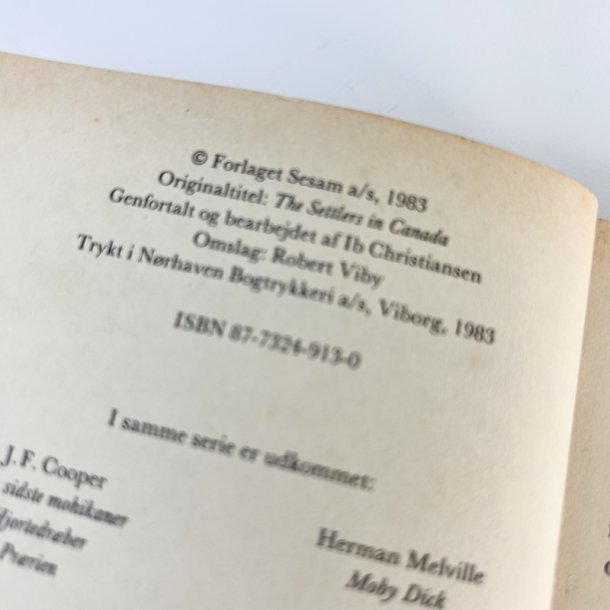 © Forlaget Sesam a/s, 1983
Originaltitel: The Settlers in Canada
Genfortalt og bearbejdet af Ib Christiansen
Omslag: Robert Viby
Trykt i Nørhaven Bogtrykkeri a/s, Viborg, 1983
ISBN 87-7324-913-0
I samme serie er udkommet:
J.F. Cooper
sidste mohikaner
Hjortedræber
Prærien
Herman Melville
Moby Dick